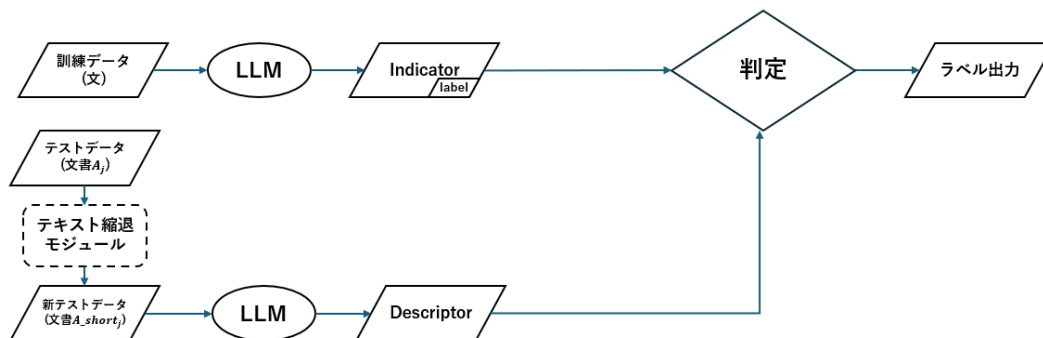 訓練データ
(文)
LLM
Indicator
label
判定
ラベル出力
テストデータ
(文書A_j)
テキスト縮退
モジュール
新テストデータ
(文書A_short_j)
LLM
Descriptor